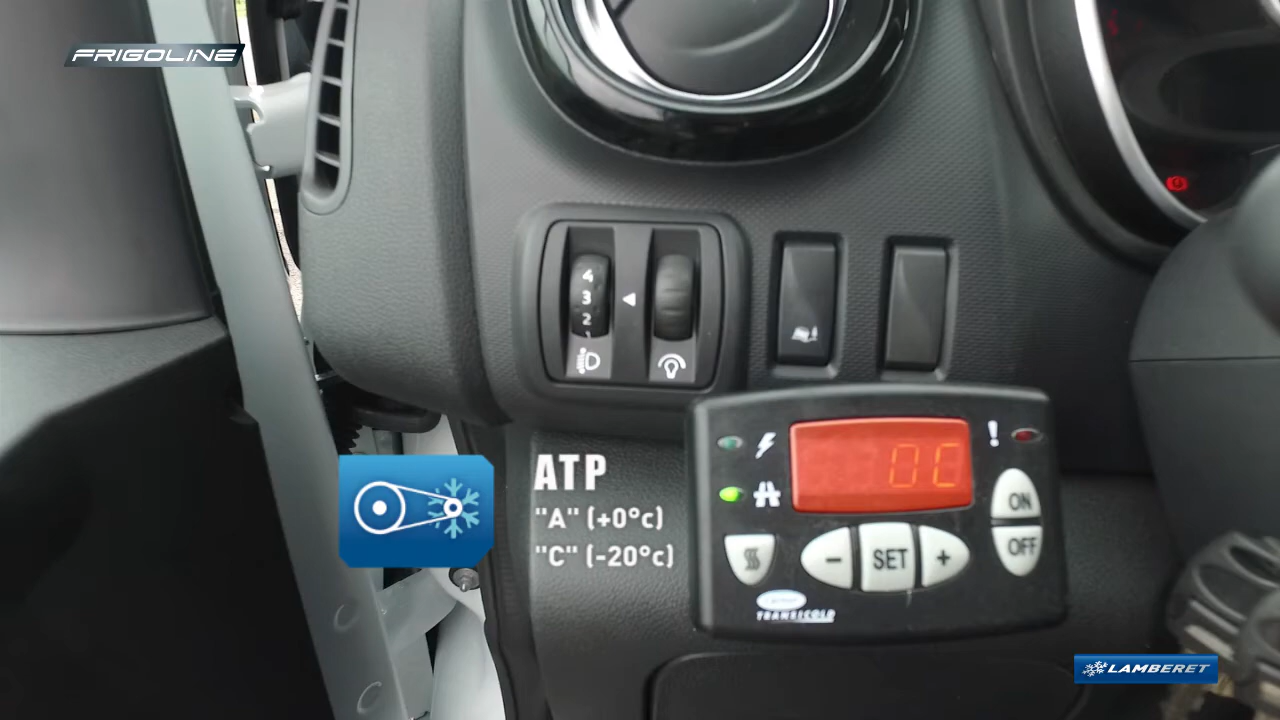 FRIGOLINE
4
3
2
ATP
"A" (+0°c)
"C" (-20°c)
0C
!
ON
OFF
- SET +
TRANSICOLD
LAMBERET